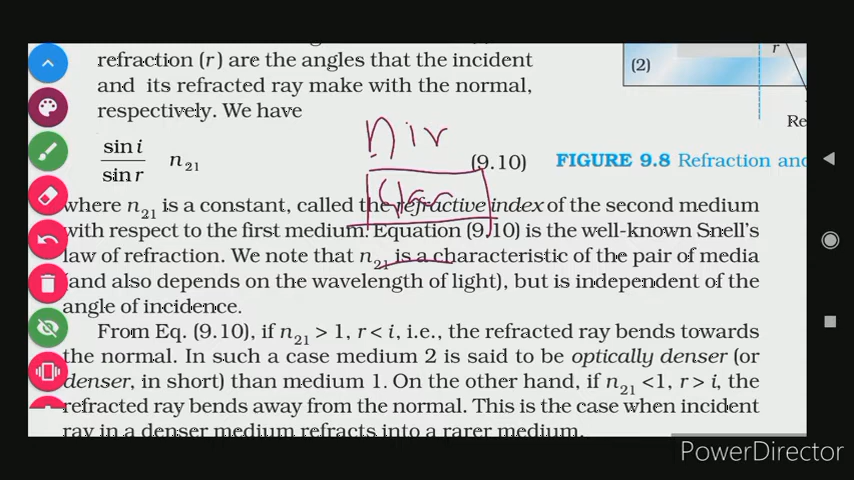 refraction (r) are the angles that the incident
and its refracted ray make with the normal,
respectively. We have
sin i
sin r
n21
(9.10)
(2)
r
Re
FIGURE 9.8 Refraction and
where n21 is a constant, called the refractive index of the second medium
with respect to the first medium. Equation (9.10) is the well-known Snell's
law of refraction. We note that n21 is a characteristic of the pair of media
(and also depends on the wavelength of light), but is independent of the
angle of incidence.
From Eq. (9.10), if n21 > 1, r < i, i.e., the refracted ray bends towards
the normal. In such a case medium 2 is said to be optically denser (or
denser, in short) than medium 1. On the other hand, if n21 <1, r > i, the
refracted ray bends away from the normal. This is the case when incident
ray in a denser medium refracts into a rarer medium.
PowerDirector